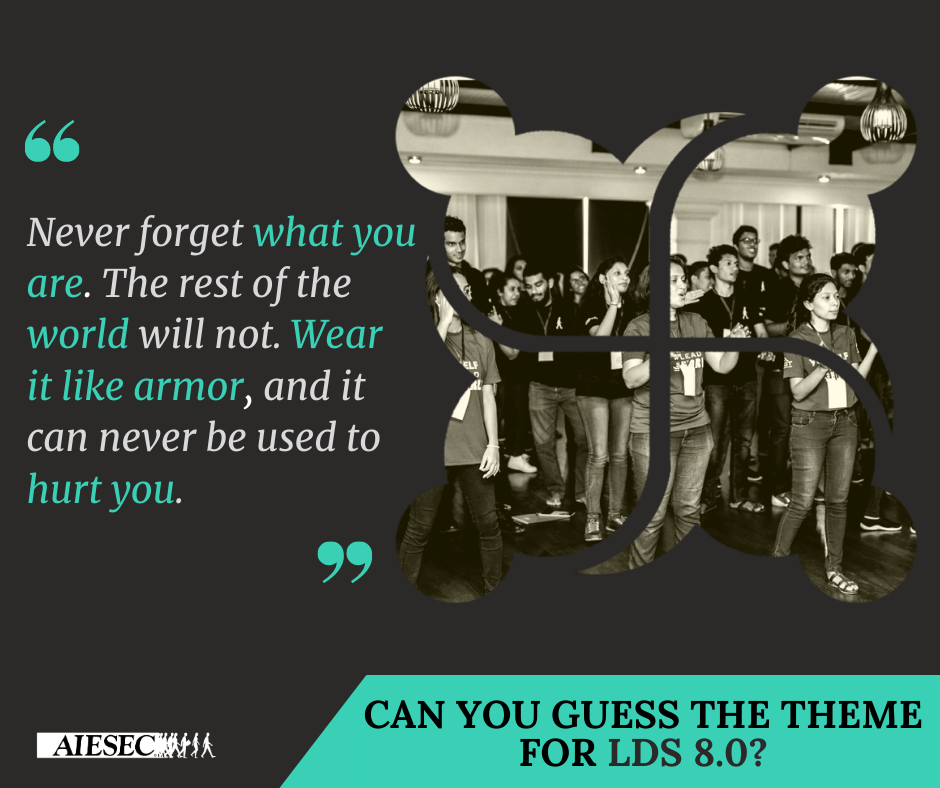 “
Never forget what you
are. The rest of the
world will not. Wear
it like armor, and it
can never be used to
hurt you.
”
AIESEC
CAN YOU GUESS THE THEME
FOR LDS 8.0?